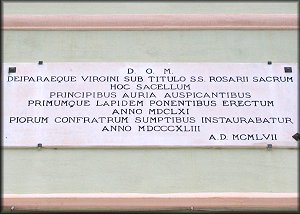 D. O. M.
DEIPARAEQUE VIRGINI SUB TITULO S.S. ROSARII SACRUM
HOC SACELLUM
PRINCIPIBUS AURIA AUSPICANTIBUS
PRIMUMQUE LAPIDEM PONENTIBUS ERECTUM
ANNO MDCLXI
PIORUM CONFRATRUM SUMPTIBUS INSTAURABATUR
ANNO MDCCCXLIII
A.D. MCMLVII